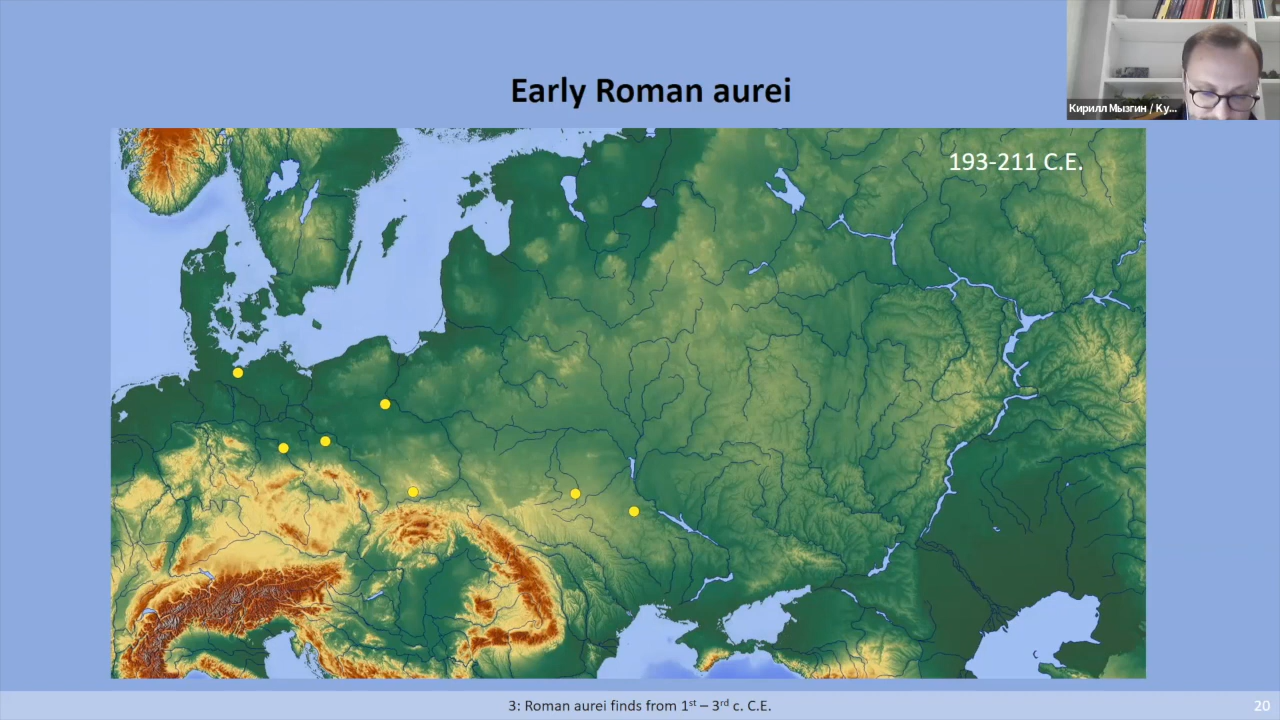 Early Roman aurei
Кирилл Мызгин / Ку...
193-211 C.E.
3: Roman aurei finds from 1st – 3rd c. C.E.
20